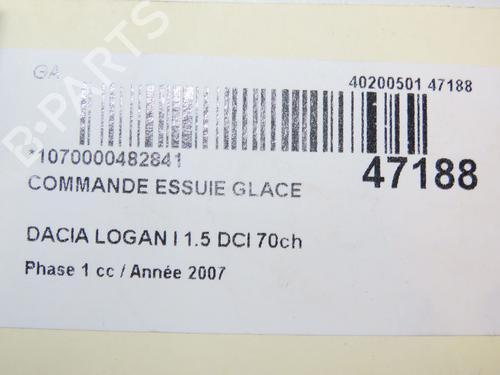 GA
40200501 47188
*1070000482841
47188
COMMANDE ESSUIE GLACE
DACIA LOGAN I 1.5 DCI 70ch
Phase 1 cc / Année 2007
B-PARTS